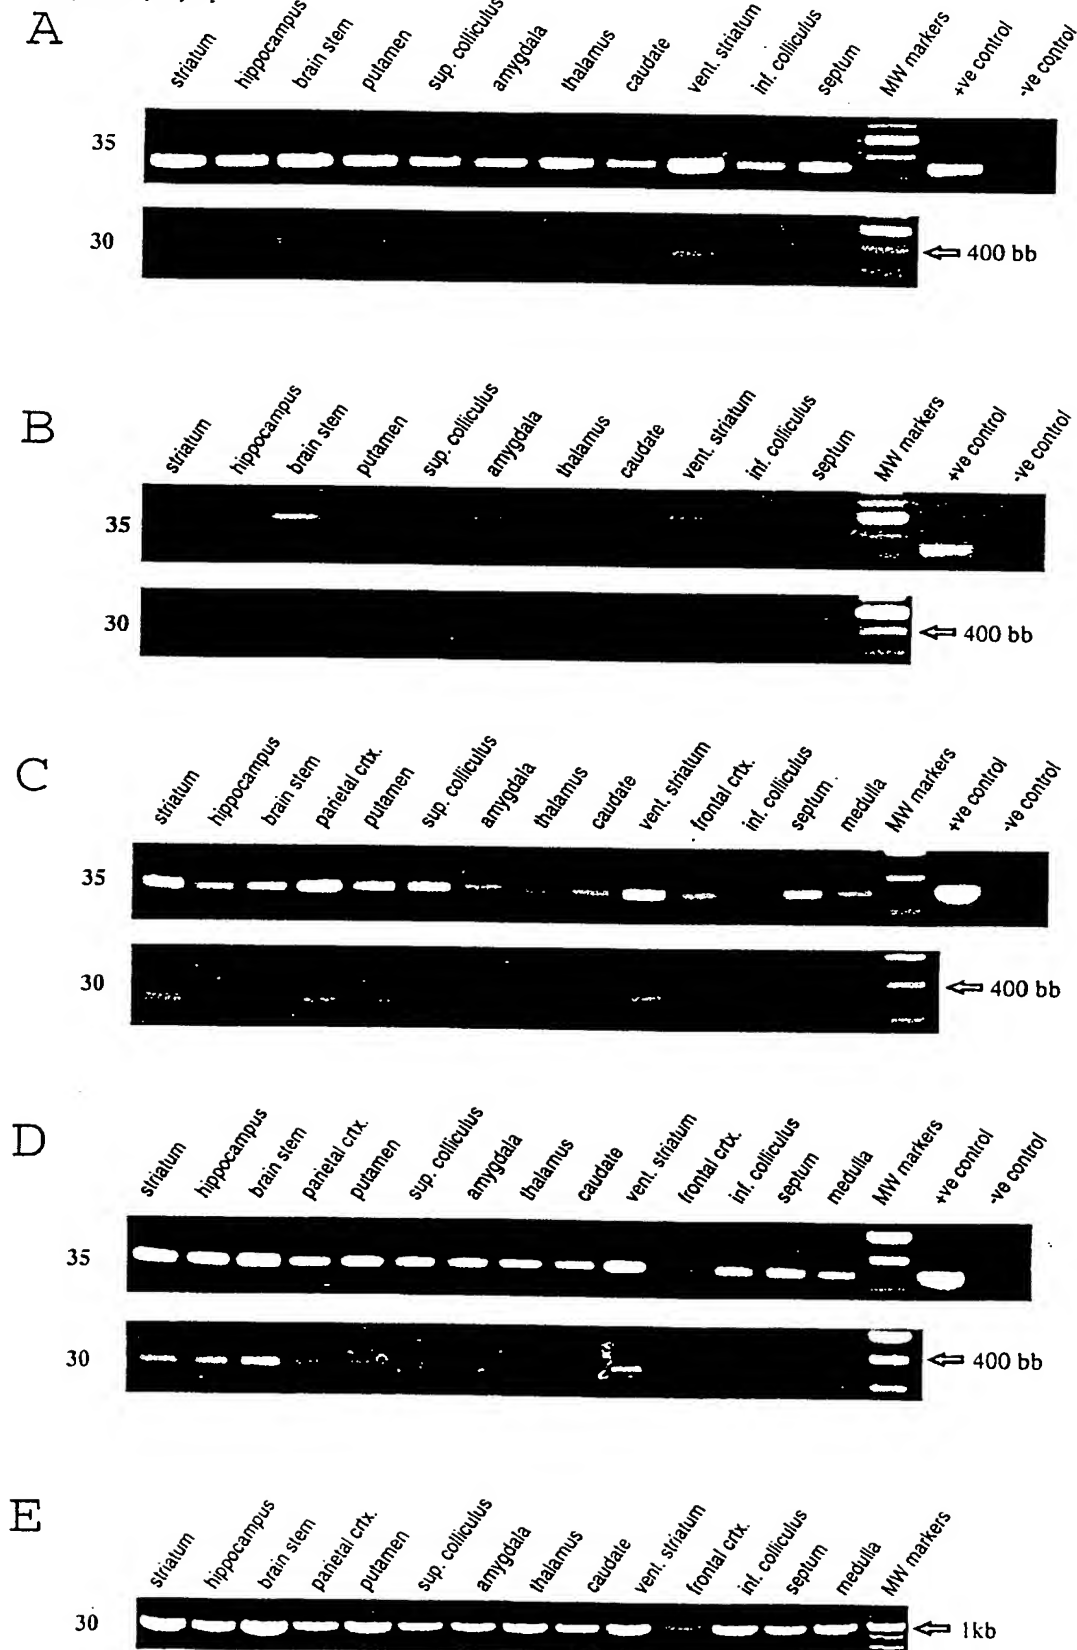 A
striatum hippocampus brain stem putamen sup. colliculus amygdala thalamus caudate vent. striatum inf. colliculus septum MW markers +ve control -ve control
35
30 400 bb
B
striatum hippocampus brain stem putamen sup. colliculus amygdala thalamus caudate vent. striatum inf. colliculus septum MW markers +ve control -ve control
35
30 400 bb
C
striatum hippocampus brain stem parietal crtx. putamen sup. colliculus amygdala thalamus caudate vent. striatum frontal crtx. inf. colliculus septum medulla MW markers +ve control -ve control
35
30 400 bb
D
striatum hippocampus brain stem parietal crtx. putamen sup. colliculus amygdala thalamus caudate vent. striatum frontal crtx. inf. colliculus septum medulla MW markers +ve control -ve control
35
30 400 bb
E
striatum hippocampus brain stem parietal crtx. putamen sup. colliculus amygdala thalamus caudate vent. striatum frontal crtx. inf. colliculus septum medulla MW markers
30 1kb